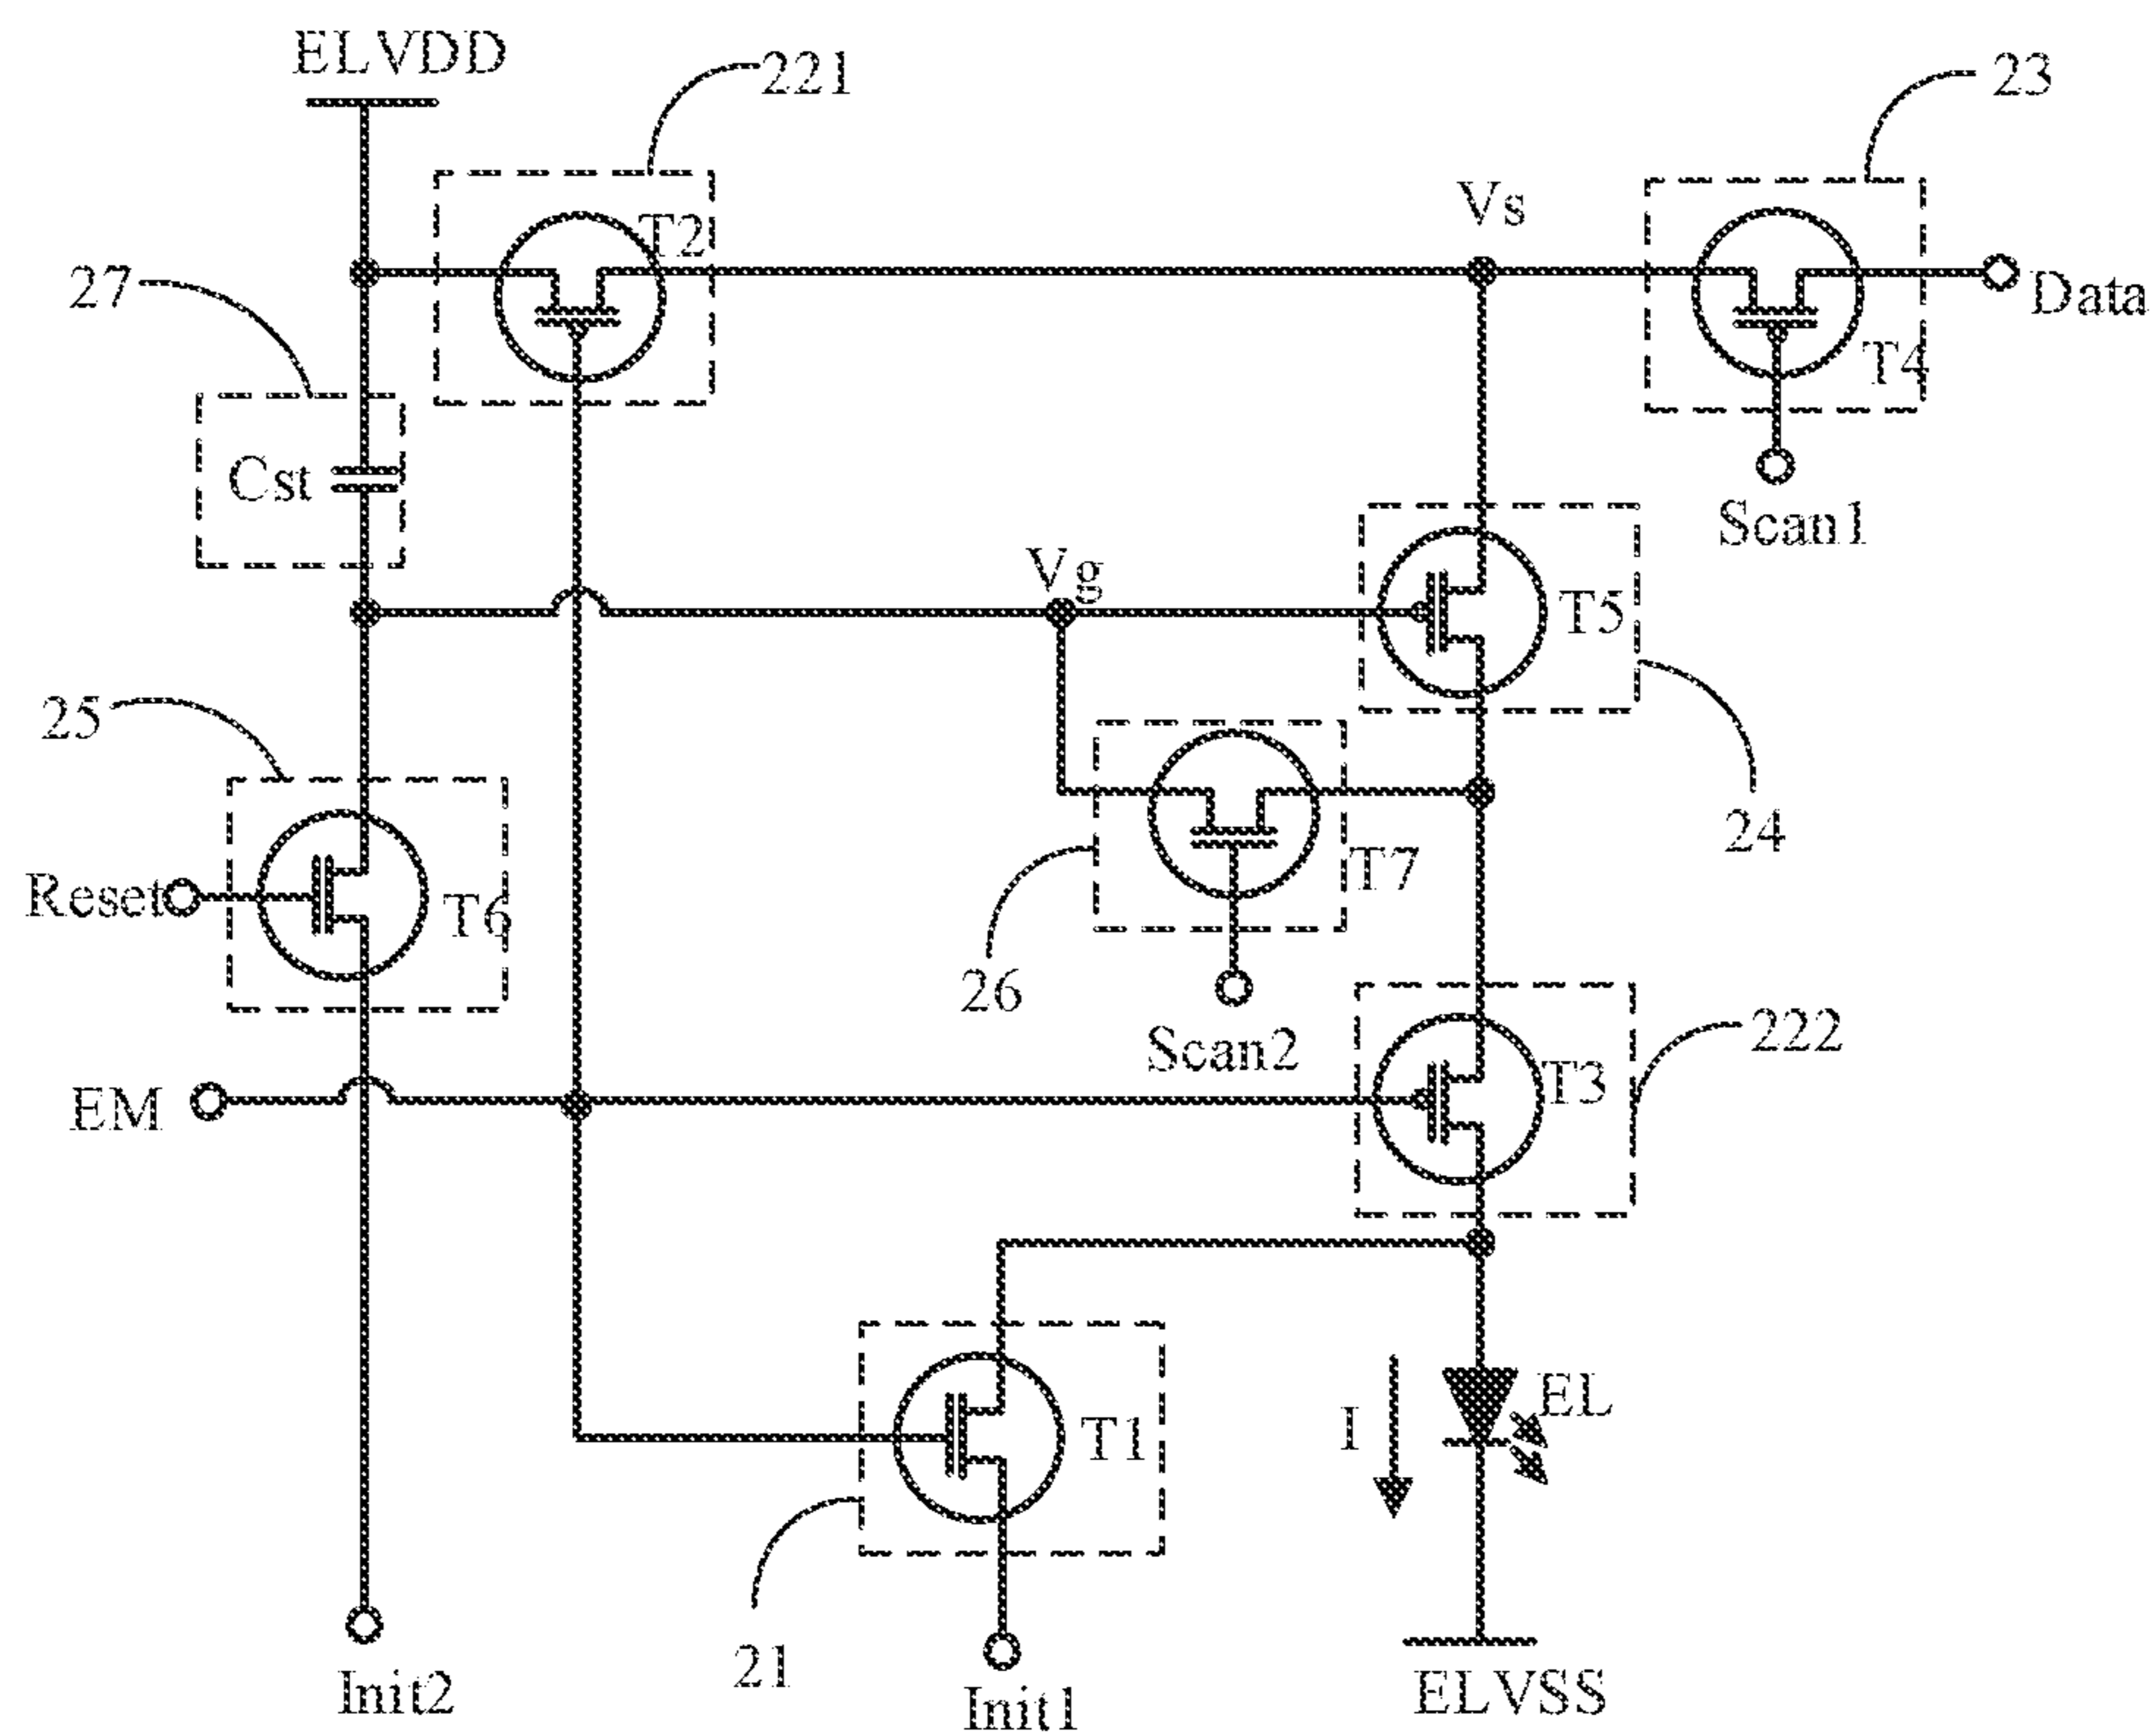 ELVDD
221
23
T2
Vs
27
Data
T4
Cst
Scan1
Vg
T5
25
24
T7
Reset
T6
26
Scan2
222
T3
EM
EL
I
T1
21
Init2
Init1
ELVSS